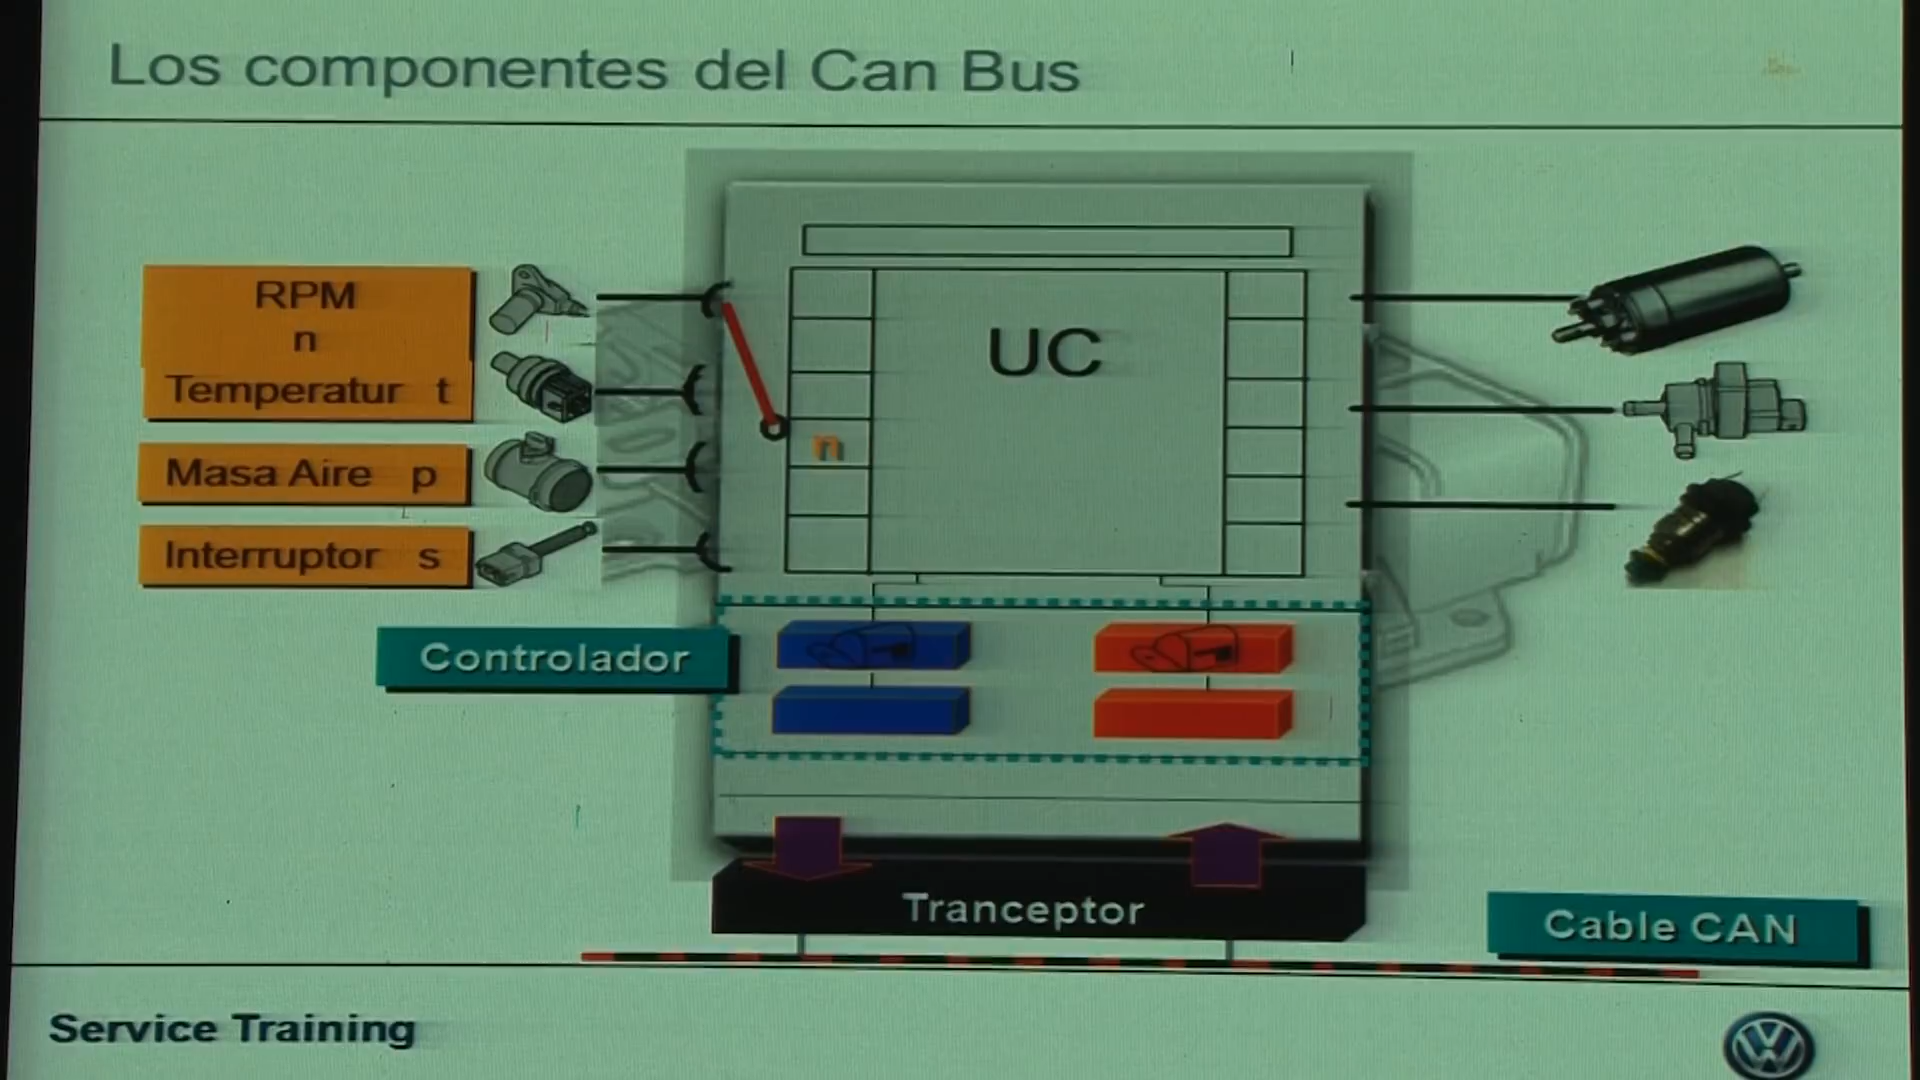 Los componentes del Can Bus
RPM
n
Temperatur t
Masa Aire p
Interruptor s
UC
n
Controlador
Tranceptor
Cable CAN
Service Training